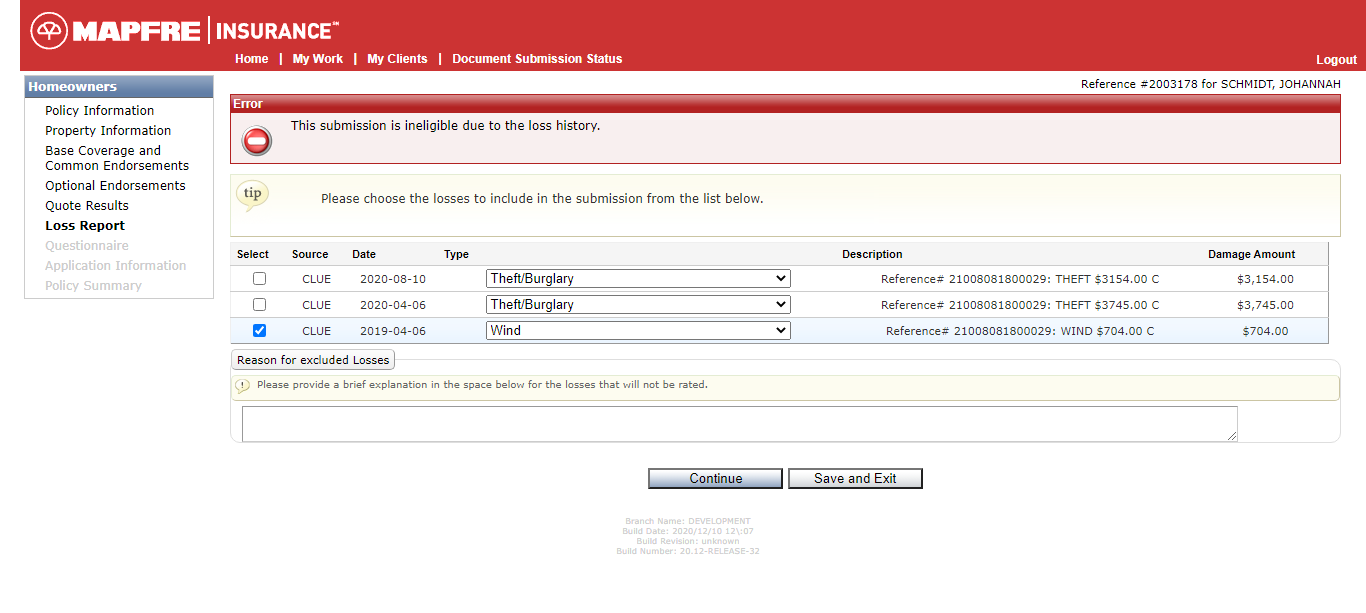 MAPFRE | INSURANCE℠
Home | My Work | My Clients | Document Submission Status
Logout
Homeowners
Policy Information
Property Information
Base Coverage and
Common Endorsements
Optional Endorsements
Quote Results
Loss Report
Questionnaire
Application Information
Policy Summary
Reference #2003178 for SCHMIDT, JOHANNAH
Error
This submission is ineligible due to the loss history.
tip
Please choose the losses to include in the submission from the list below.
Select Source Date Type Description Damage Amount
CLUE 2020-08-10 Theft/Burglary Reference# 21008081800029: THEFT $3154.00 C $3,154.00
CLUE 2020-04-06 Theft/Burglary Reference# 21008081800029: THEFT $3745.00 C $3,745.00
CLUE 2019-04-06 Wind Reference# 21008081800029: WIND $704.00 C $704.00
Reason for excluded Losses
! Please provide a brief explanation in the space below for the losses that will not be rated.
Continue Save and Exit
Branch Name: DEVELOPMENT
Build Date: 2020/12/10 12\:07
Build Revision: unknown
Build Number: 20.12-RELEASE-32